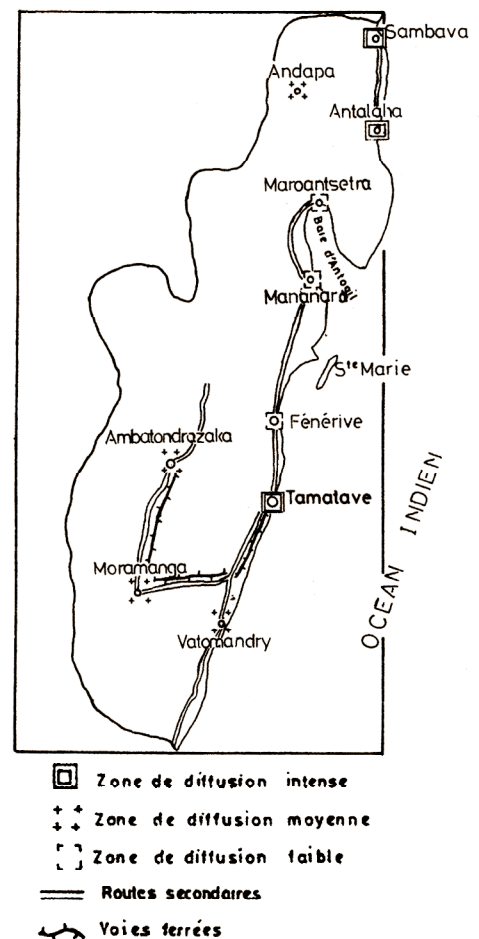 Sambava
Andapa
Antalaha
Maroantsetra
Baie d'Antogil
Mananara
Ste Marie
Fénérive
Ambatondrazaka
Tamatave
OCEAN INDIEN
Moramanga
Vatomandry
Zone de diffusion intense
Zone de diffusion moyenne
Zone de diffusion faible
Routes secondaires
Voies ferrées